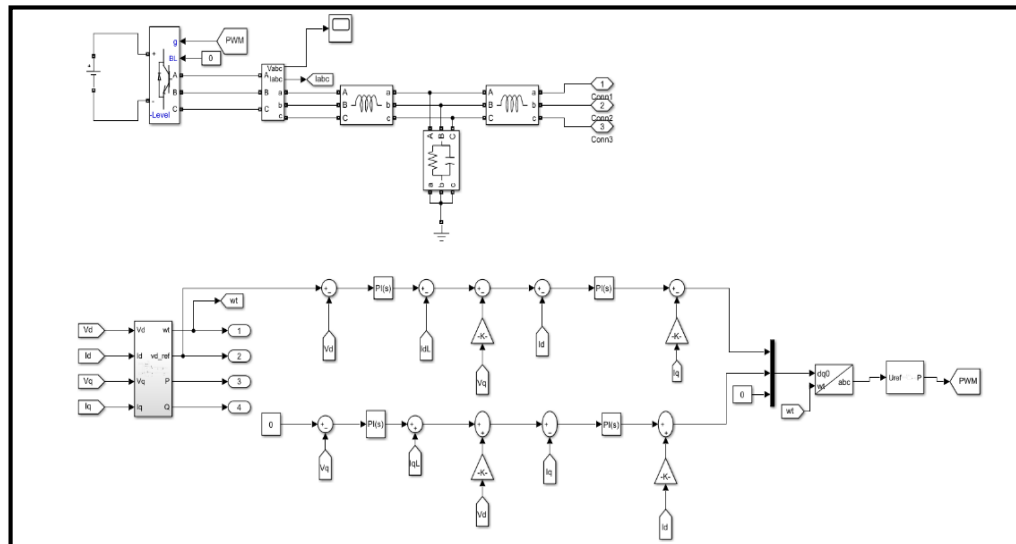 g
PWM
+
BL
0
Vabc
Iabc
Iabc
A
B
C
-
-Level
A
B
C
a
b
c
A
B
C
a
b
c
A
B
C
a
b
c
1
Conn1
2
Conn2
3
Conn3
A
B
C
a
b
c
wt
Vd
Id
Vq
Iq
Vd
Id
Vq
Iq
wt
vd_ref
P
Q
1
2
3
4
PI(s)
PI(s)
-K-
-K-
Vd
IdL
Vq
Id
Iq
0
PI(s)
PI(s)
-K-
-K-
Vq
IqL
Vd
Iq
Id
0
wt
dq0
wt
abc
Uref
P
PWM